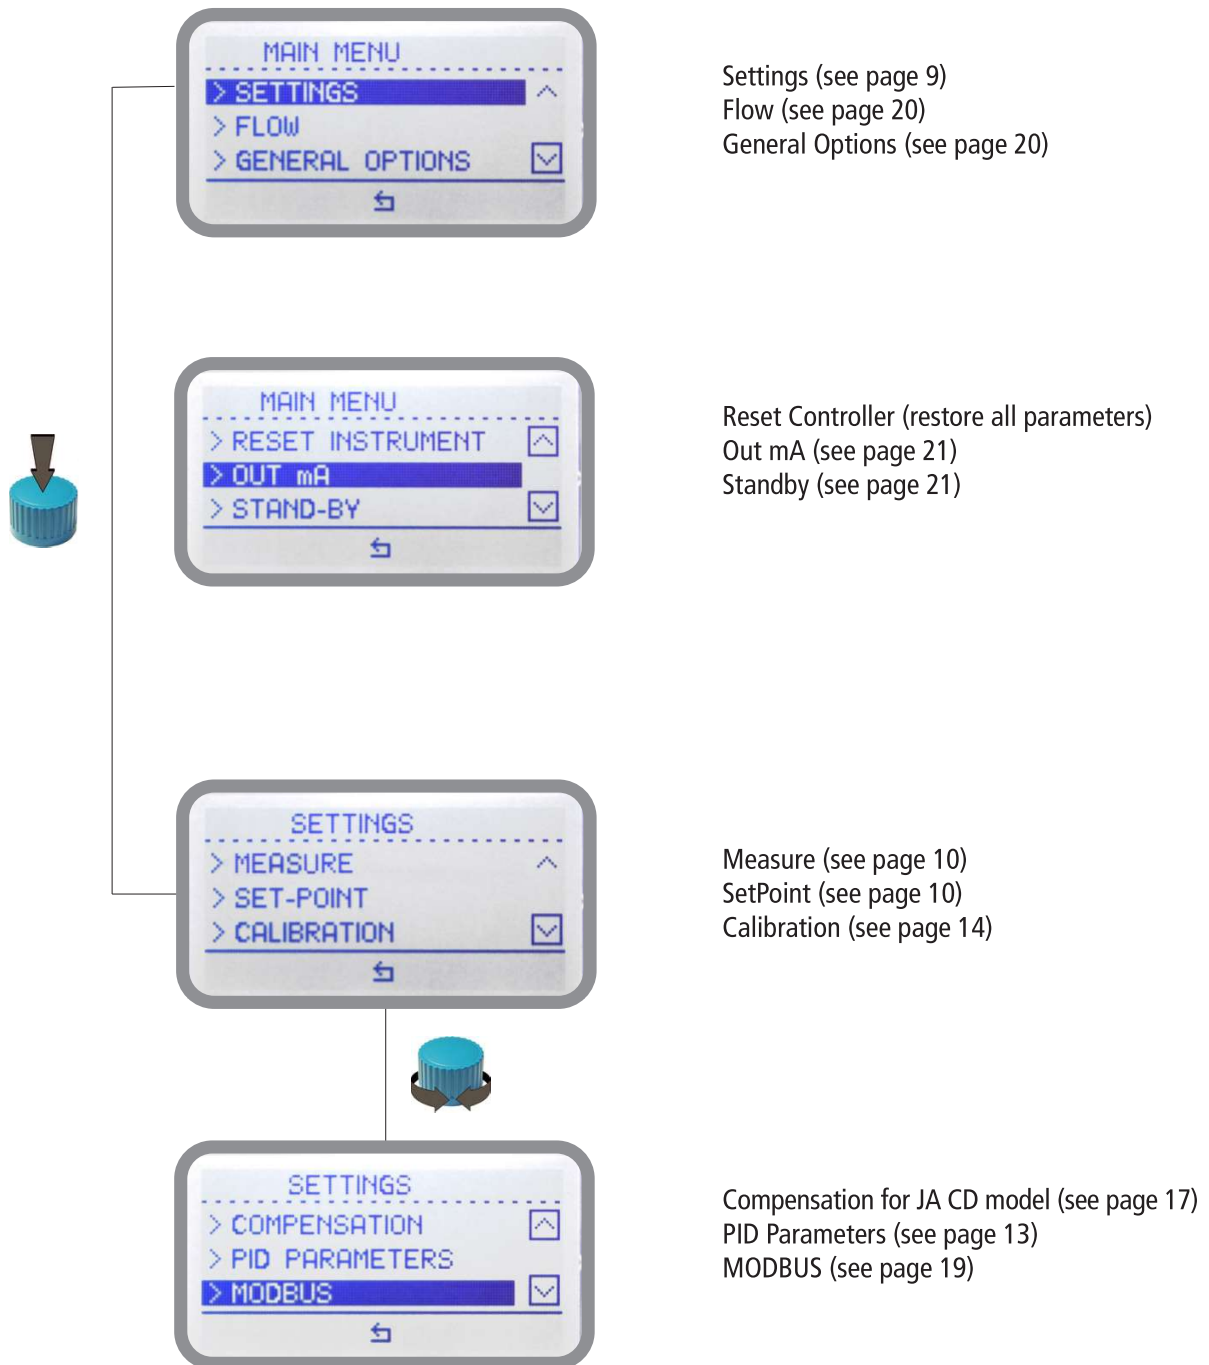 MAIN MENU
> SETTINGS
> FLOW
> GENERAL OPTIONS
Settings (see page 9)
Flow (see page 20)
General Options (see page 20)
MAIN MENU
> RESET INSTRUMENT
> OUT mA
> STAND-BY
Reset Controller (restore all parameters)
Out mA (see page 21)
Standby (see page 21)
SETTINGS
> MEASURE
> SET-POINT
> CALIBRATION
Measure (see page 10)
SetPoint (see page 10)
Calibration (see page 14)
SETTINGS
> COMPENSATION
> PID PARAMETERS
> MODBUS
Compensation for JA CD model (see page 17)
PID Parameters (see page 13)
MODBUS (see page 19)